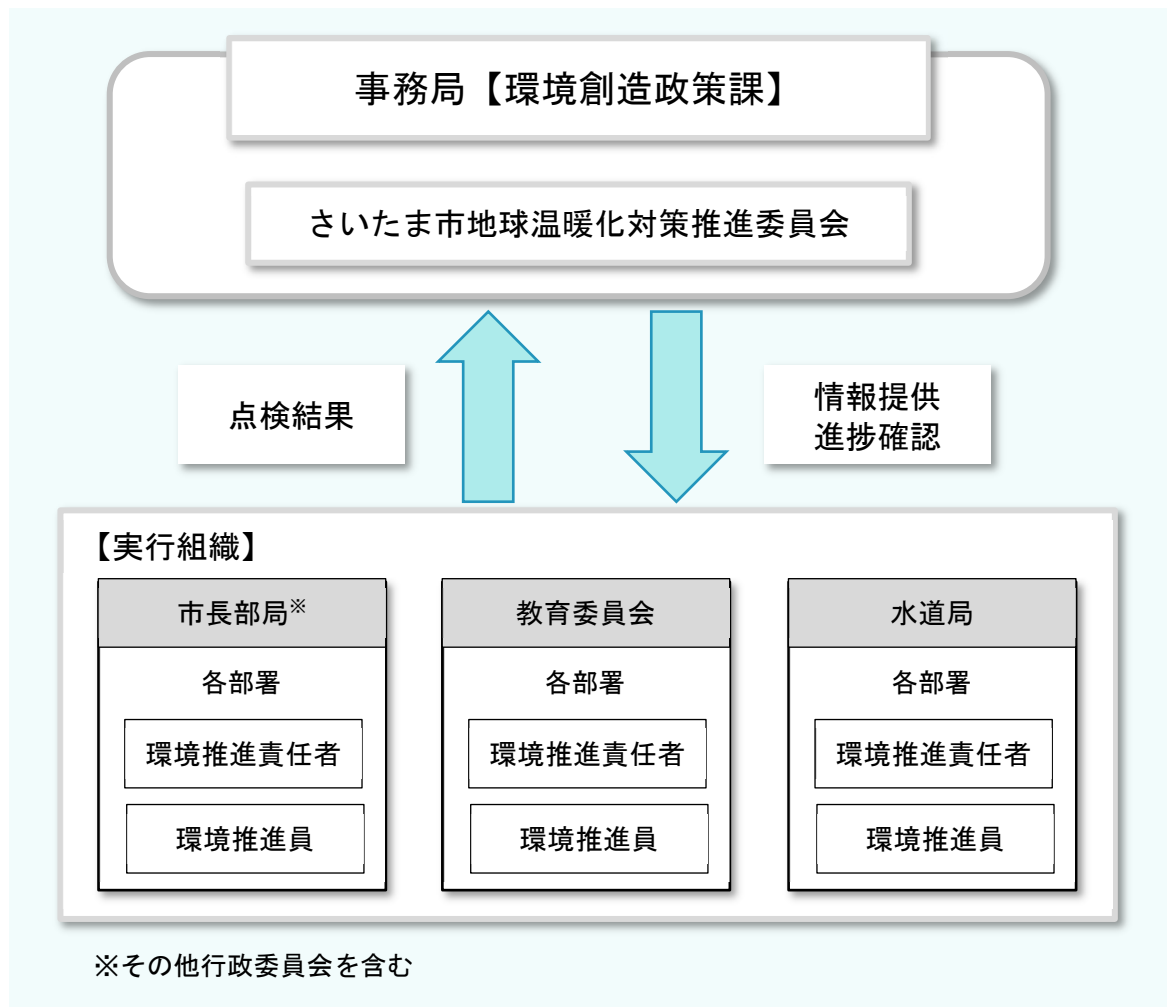 事務局【環境創造政策課】
さいたま市地球温暖化対策推進委員会
点検結果
情報提供
進捗確認
【実行組織】
市長部局※
各部署
環境推進責任者
環境推進員
教育委員会
各部署
環境推進責任者
環境推進員
水道局
各部署
環境推進責任者
環境推進員
※その他行政委員会を含む